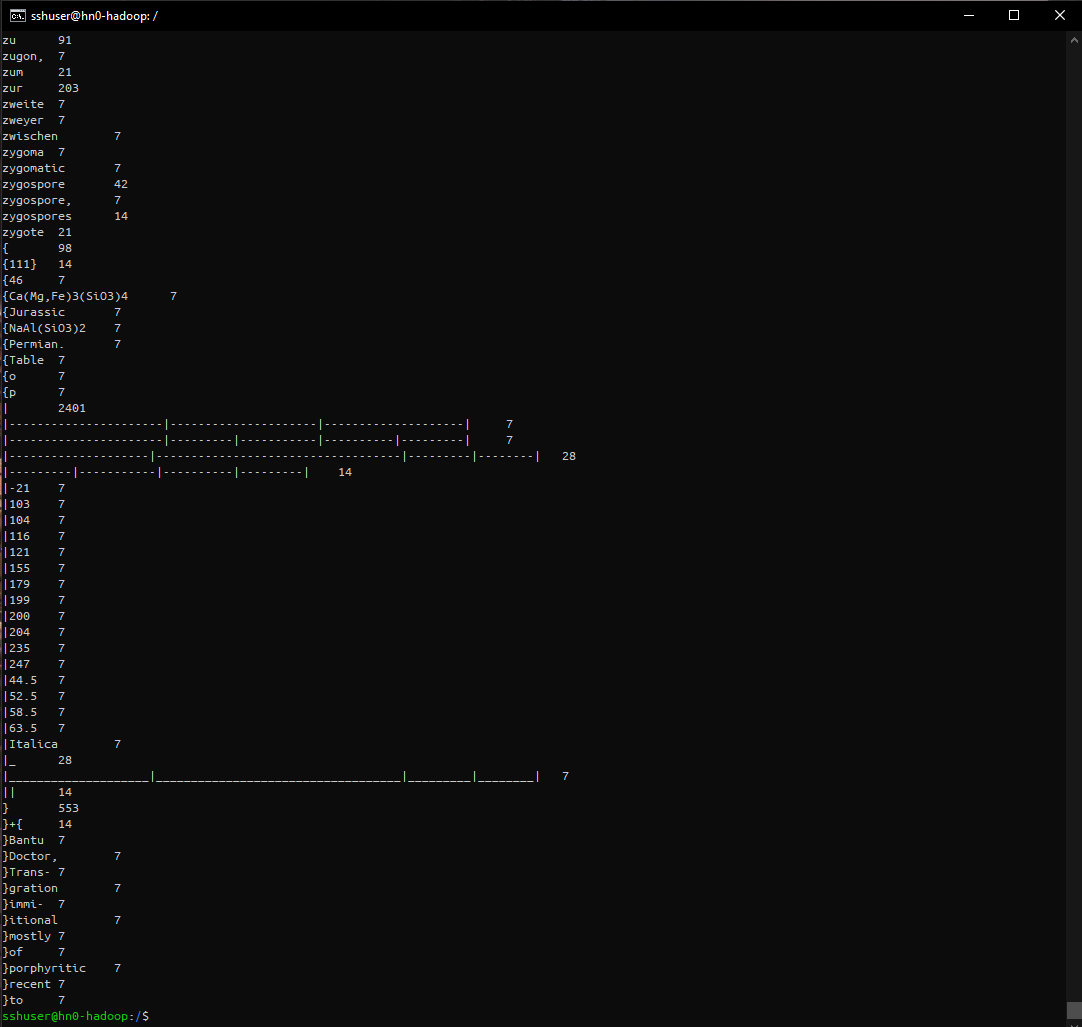 sshuser@hn0-hadoop: /
zu	91
zugon,	7
zum	21
zur	203
zweite	7
zweyer	7
zwischen	7
zygoma	7
zygomatic	7
zygospore	42
zygospore,	7
zygospores	14
zygote	21
{	98
{111}	14
{46	7
{Ca(Mg,Fe)3(SiO3)4	7
{Jurassic	7
{NaAl(SiO3)2	7
{Permian.	7
{Table	7
{o	7
{p	7
|	2401
|----------------------|---------------------|--------------------|	7
|----------------------|---------|-----------|----------|---------|	7
|--------------------|-----------------------------------|---------|--------|	28
|---------|-----------|----------|---------|	14
|-21	7
|103	7
|104	7
|116	7
|121	7
|155	7
|179	7
|199	7
|200	7
|204	7
|235	7
|247	7
|44.5	7
|52.5	7
|58.5	7
|63.5	7
|Italica	7
|_	28
|____________________|___________________________________|_________|________|	7
||	14
}	553
}+{	14
}Bantu	7
}Doctor,	7
}Trans-	7
}gration	7
}immi-	7
}itional	7
}mostly	7
}of	7
}porphyritic	7
}recent	7
}to	7
sshuser@hn0-hadoop:/$